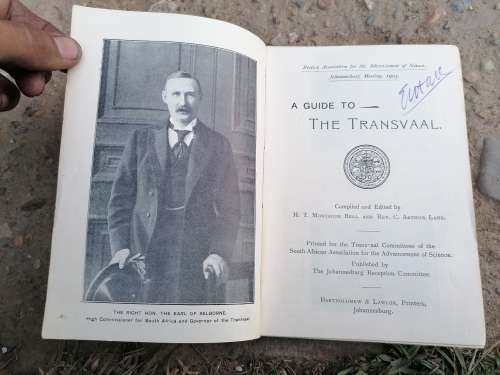 THE RIGHT HON. THE EARL OF SELBORNE,
High Commissioner for South Africa and Governor of the Transvaal
British Association for the Advancement of Science.
Johannesburg Meeting, 1905.
A GUIDE TO
THE TRANSVAAL.
Compiled and Edited by
H. T. MONTAGUE BELL AND REV. C. ARTHUR LANE.
Printed for the Transvaal Committees of the
South African Association for the Advancement of Science.
Published by
The Johannesburg Reception Committee.
BARTHOLOMEW & LAWLOR, Printers,
Johannesburg.